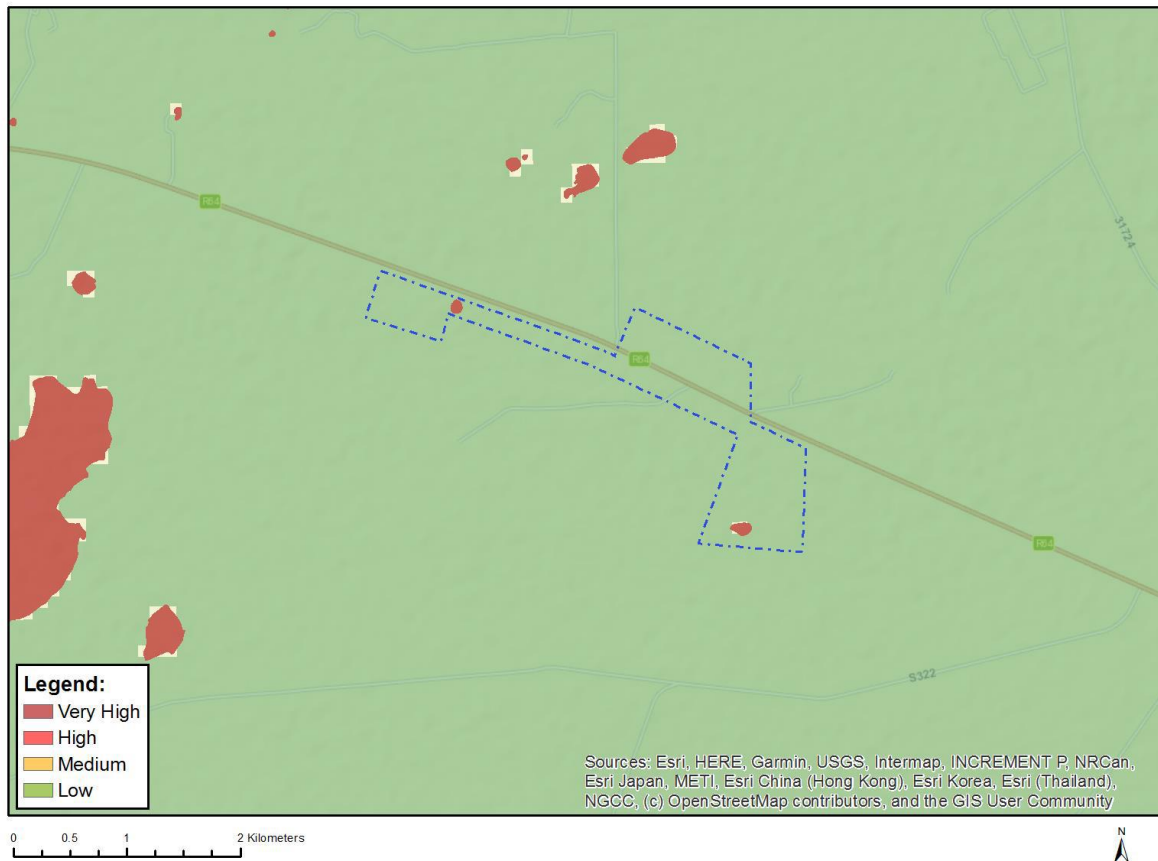 R64
31724
R64
R64
S322
Legend:
Very High
High
Medium
Low
Sources: Esri, HERE, Garmin, USGS, Intermap, INCREMENT P, NRCan,
Esri Japan, METI, Esri China (Hong Kong), Esri Korea, Esri (Thailand),
NGCC, (c) OpenStreetMap contributors, and the GIS User Community
0 0.5 1 2 Kilometers
N